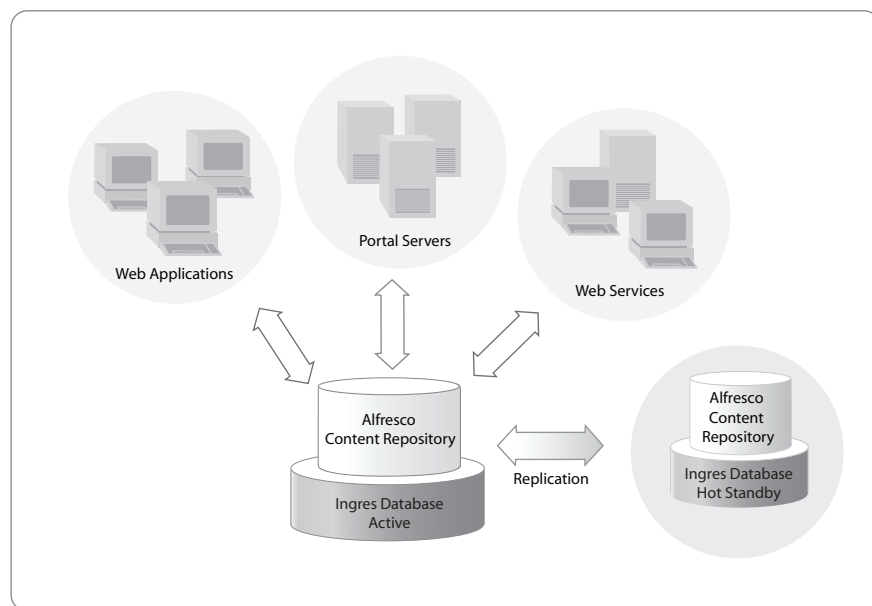 Web Applications
Portal Servers
Web Services
Alfresco
Content Repository
Ingres Database
Active
Replication
Alfresco
Content
Repository
Ingres Database
Hot Standby